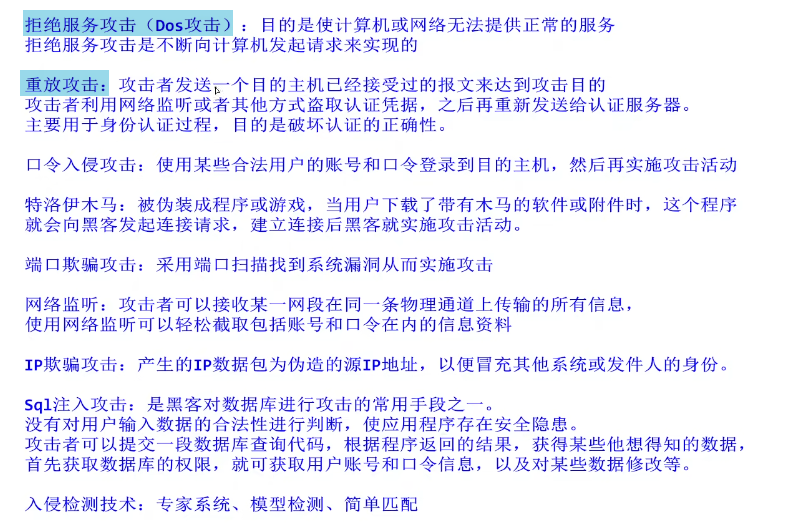 拒绝服务攻击（Dos攻击）：目的是使计算机或网络无法提供正常的服务
拒绝服务攻击是不断向计算机发起请求来实现的
重放攻击：攻击者发送一个目的主机已经接受过的报文来达到攻击目的
攻击者利用网络监听或者其他方式盗取认证凭据，之后再重新发送给认证服务器。
主要用于身份认证过程，目的是破坏认证的正确性。
口令入侵攻击：使用某些合法用户的账号和口令登录到目的主机，然后再实施攻击活动
特洛伊木马：被伪装成程序或游戏，当用户下载了带有木马的软件或附件时，这个程序
就会向黑客发起连接请求，建立连接后黑客就实施攻击活动。
端口欺骗攻击：采用端口扫描找到系统漏洞从而实施攻击
网络监听：攻击者可以接收某一网段在同一条物理通道上传输的所有信息，
使用网络监听可以轻松截取包括账号和口令在内的信息资料
IP欺骗攻击：产生的IP数据包为伪造的源IP地址，以便冒充其他系统或发件人的身份。
Sql注入攻击：是黑客对数据库进行攻击的常用手段之一。
没有对用户输入数据的合法性进行判断，使应用程序存在安全隐患。
攻击者可以提交一段数据库查询代码，根据程序返回的结果，获得某些他想得知的数据，
首先获取数据库的权限，就可获取用户账号和口令信息，以及对某些数据修改等。
入侵检测技术：专家系统、模型检测、简单匹配